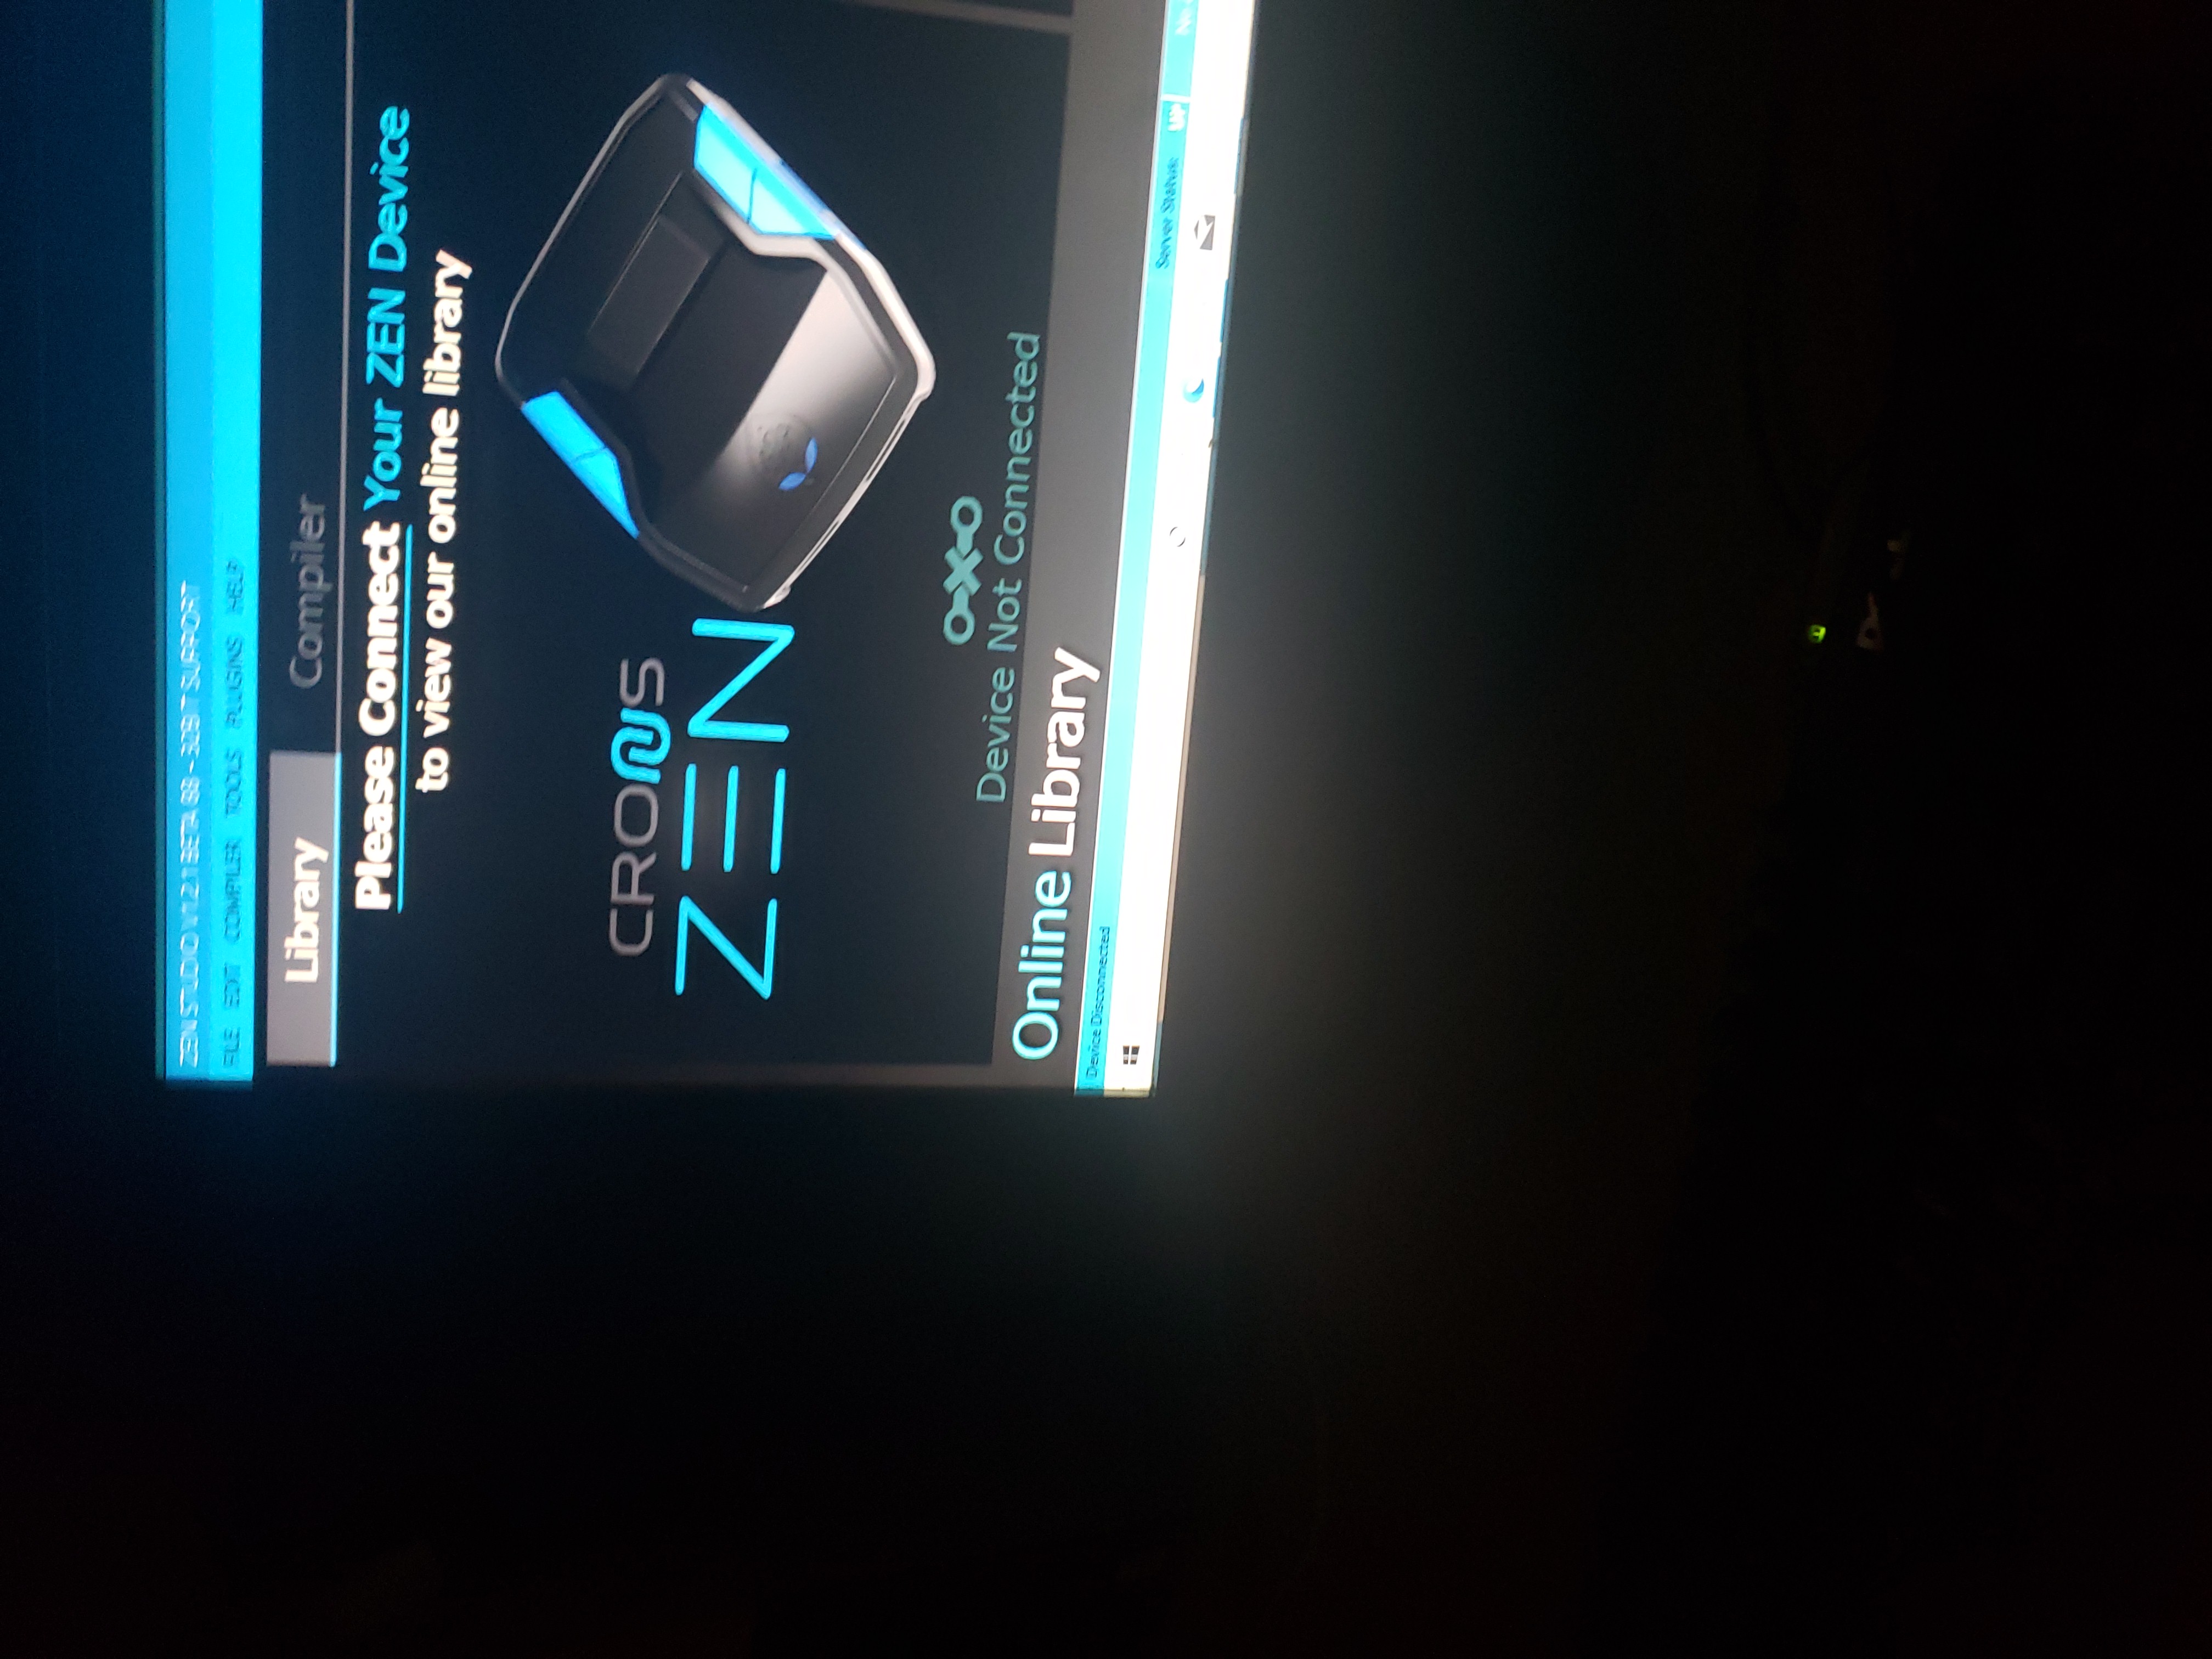 ZEN STUDIO V1.2.1 BETA 88 - 32BIT SUPPORT
FILE EDIT COMPILER TOOLS PLUGINS HELP
Library Compiler
Please Connect Your ZEN Device
to view our online library
CRONUS
ZEN
Device Not Connected
Online Library
Device Disconnected
Server Status: UP